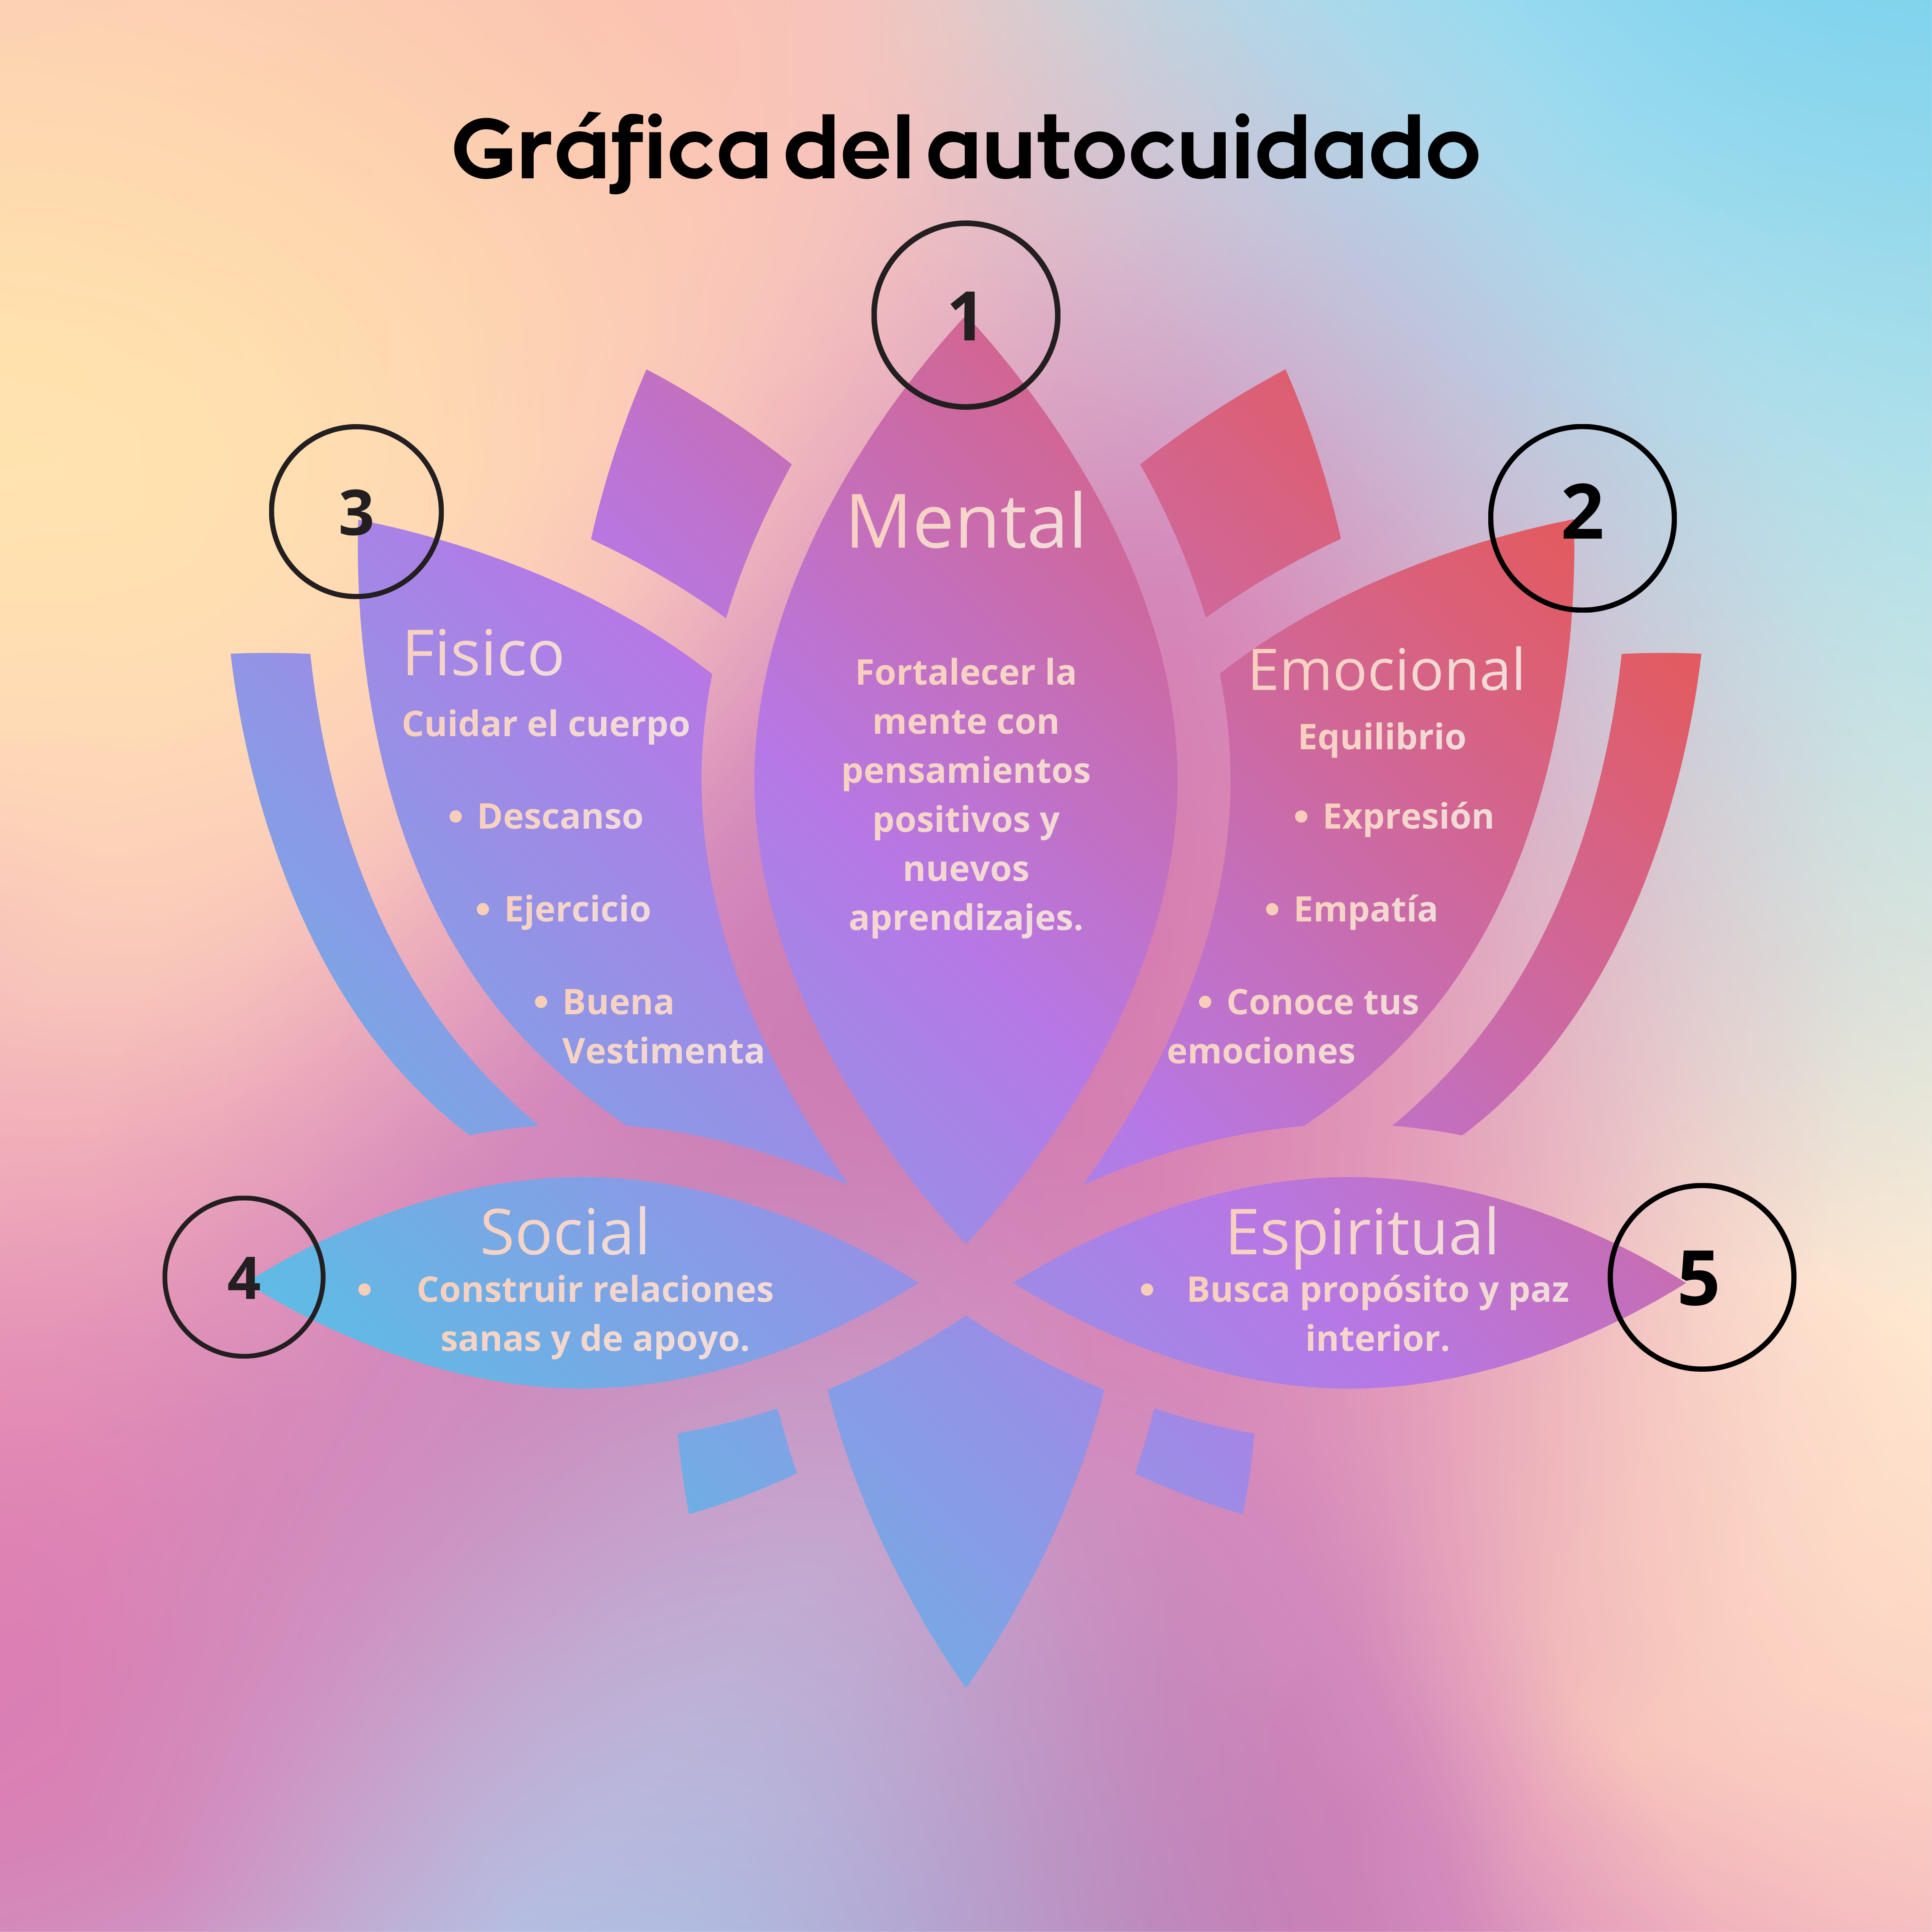 Gráfica del autocuidado
1
Mental
Fortalecer la
mente con
pensamientos
positivos y
nuevos
aprendizajes.
2
Emocional
Equilibrio
• Expresión
• Empatía
• Conoce tus
emociones
3
Fisico
Cuidar el cuerpo
• Descanso
• Ejercicio
• Buena
Vestimenta
4
Social
• Construir relaciones
sanas y de apoyo.
5
Espiritual
• Busca propósito y paz
interior.